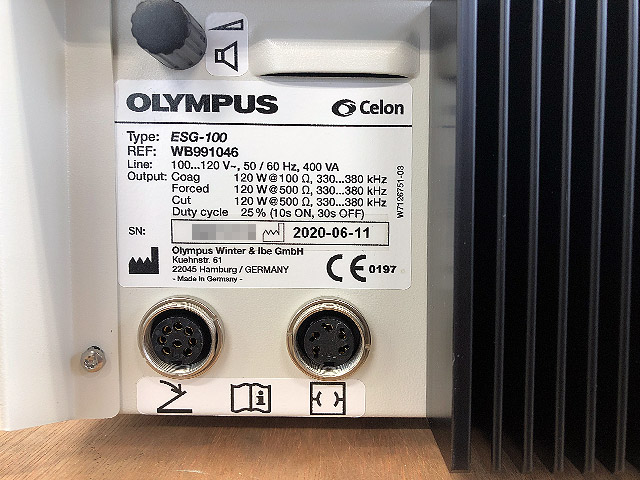 OLYMPUS Celon
Type: ESG-100
REF: WB991046
Line: 100...120 V~, 50 / 60 Hz, 400 VA
Output: Coag 120 W@100 Ω, 330...380 kHz
Forced 120 W@500 Ω, 330...380 kHz
Cut 120 W@500 Ω, 330...380 kHz
Duty cycle 25% (10s ON, 30s OFF)
W7126751-03
SN: 2020-06-11
Olympus Winter & Ibe GmbH
Kuehnstr. 61
22045 Hamburg / GERMANY
- Made in Germany -
CE 0197